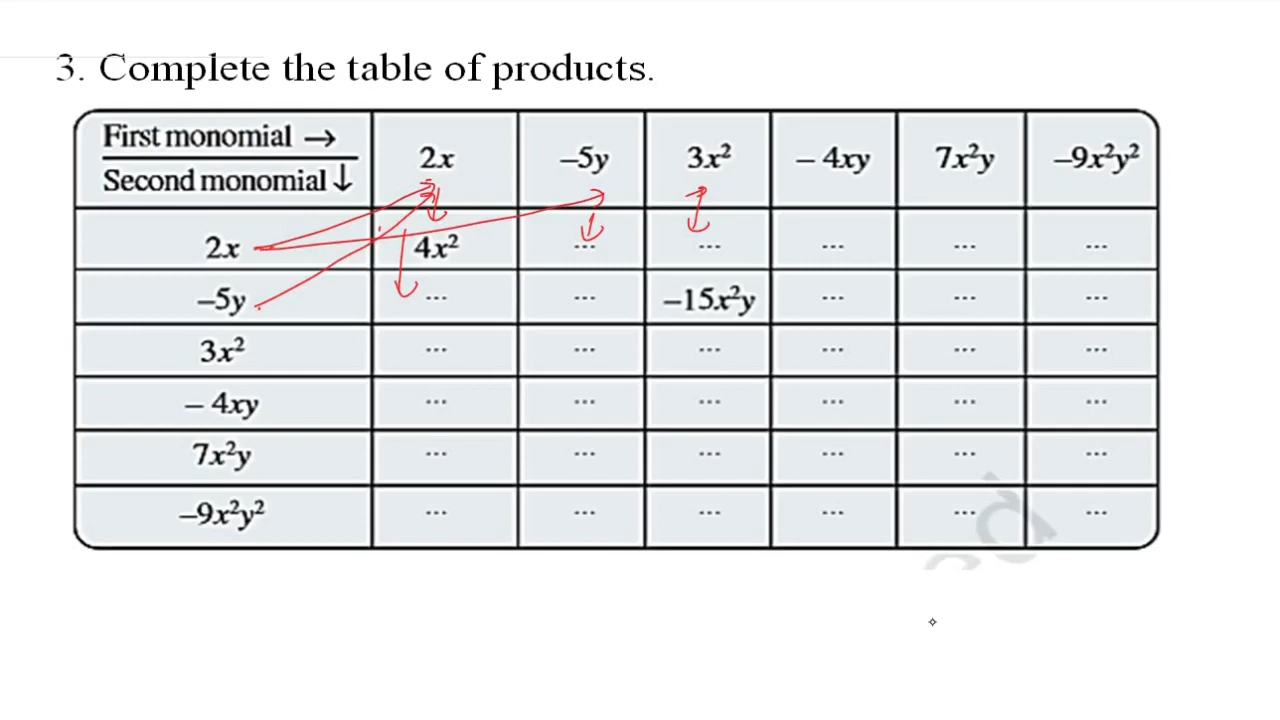 3. Complete the table of products.
First monomial → 2x –5y 3x² – 4xy 7x²y –9x²y²
Second monomial ↓
2x 4x² ... ... ... ... ...
–5y ... ... –15x²y ... ... ...
3x² ... ... ... ... ... ...
– 4xy ... ... ... ... ... ...
7x²y ... ... ... ... ... ...
–9x²y² ... ... ... ... ... ...